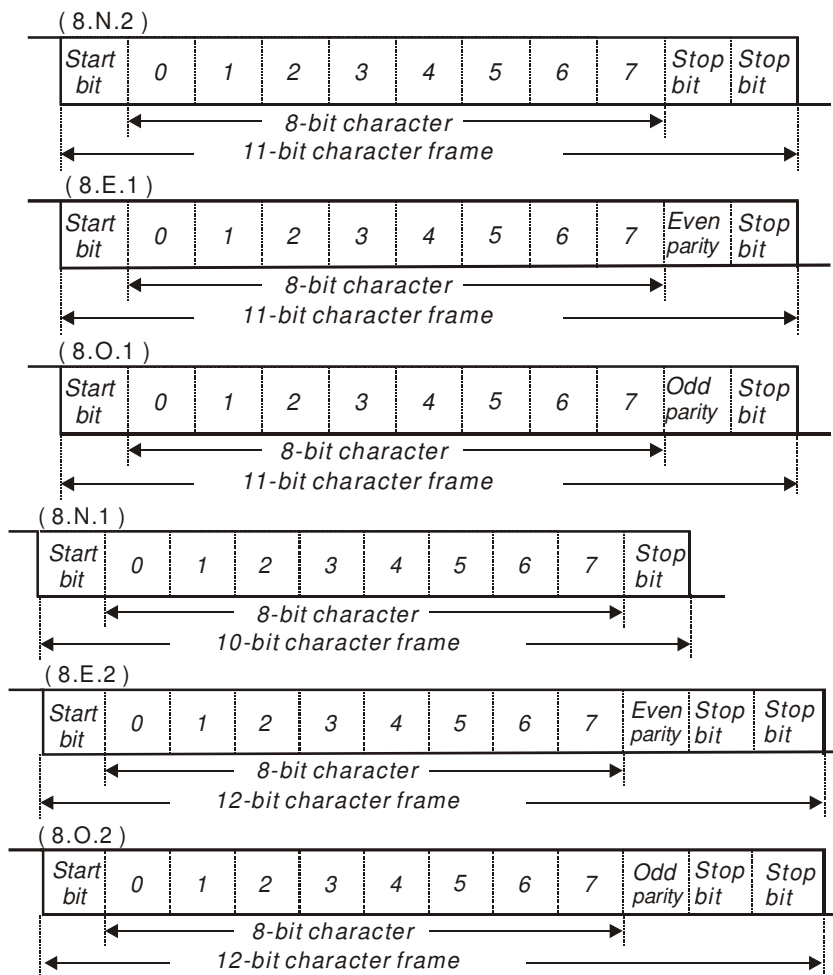 (8.N.2)
Start bit 0 1 2 3 4 5 6 7 Stop bit Stop bit
8-bit character
11-bit character frame
(8.E.1)
Start bit 0 1 2 3 4 5 6 7 Even parity Stop bit
8-bit character
11-bit character frame
(8.O.1)
Start bit 0 1 2 3 4 5 6 7 Odd parity Stop bit
8-bit character
11-bit character frame
(8.N.1)
Start bit 0 1 2 3 4 5 6 7 Stop bit
8-bit character
10-bit character frame
(8.E.2)
Start bit 0 1 2 3 4 5 6 7 Even parity Stop bit Stop bit
8-bit character
12-bit character frame
(8.O.2)
Start bit 0 1 2 3 4 5 6 7 Odd parity Stop bit Stop bit
8-bit character
12-bit character frame